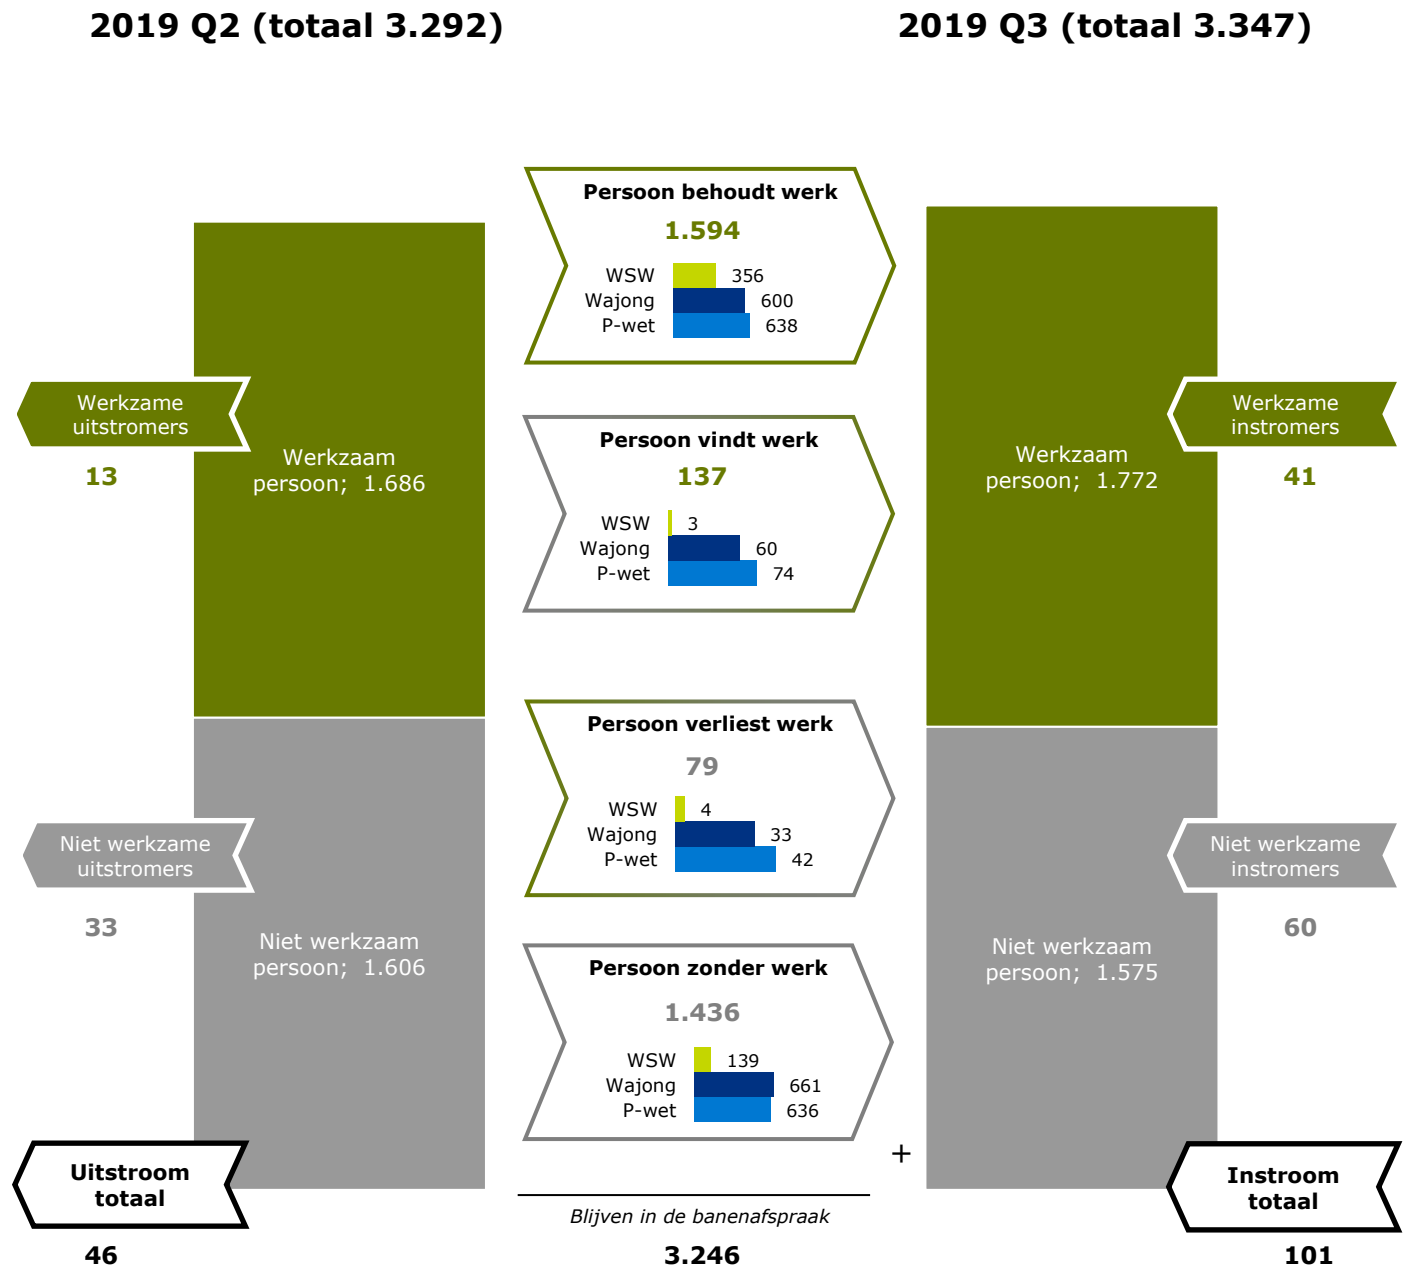 2019 Q2 (totaal 3.292)
2019 Q3 (totaal 3.347)
Persoon behoudt werk
1.594
WSW 356
Wajong 600
P-wet 638
Werkzame
uitstromers
13
Werkzaam
persoon; 1.686
Persoon vindt werk
137
WSW 3
Wajong 60
P-wet 74
Werkzaam
persoon; 1.772
Werkzame
instromers
41
Persoon verliest werk
79
WSW 4
Wajong 33
P-wet 42
Niet werkzame
uitstromers
33
Niet werkzaam
persoon; 1.606
Persoon zonder werk
1.436
WSW 139
Wajong 661
P-wet 636
Niet werkzaam
persoon; 1.575
Niet werkzame
instromers
60
+
Uitstroom
totaal
46
Blijven in de banenafspraak
3.246
Instroom
totaal
101